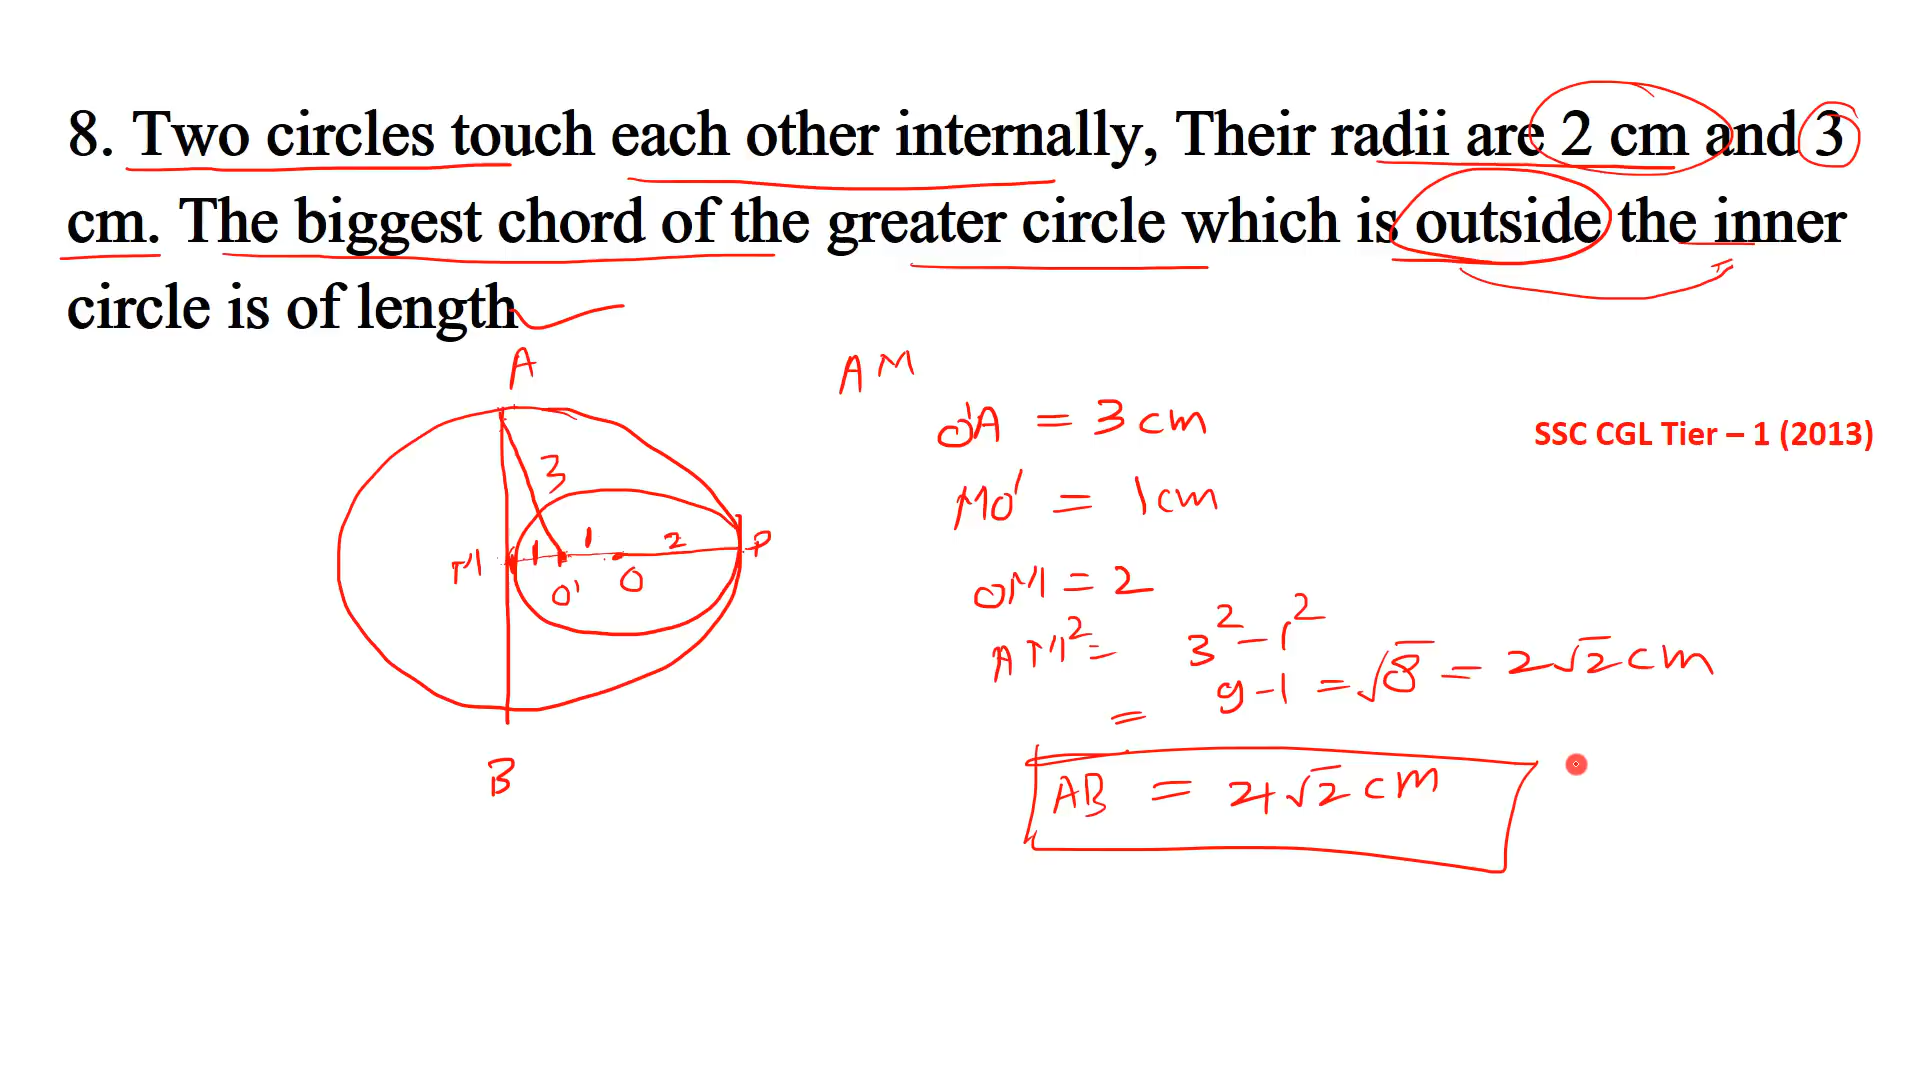 8. Two circles touch each other internally, Their radii are 2 cm and 3
cm. The biggest chord of the greater circle which is outside the inner
circle is of length
A
AM
O'A = 3 cm
SSC CGL Tier – 1 (2013)
3
MO' = 1 cm
M 1 1 2 P
O' O
OM = 2
AM² = 3² - 1²
= 9 - 1 = √8 = 2√2 cm
B
AB = 4√2 cm